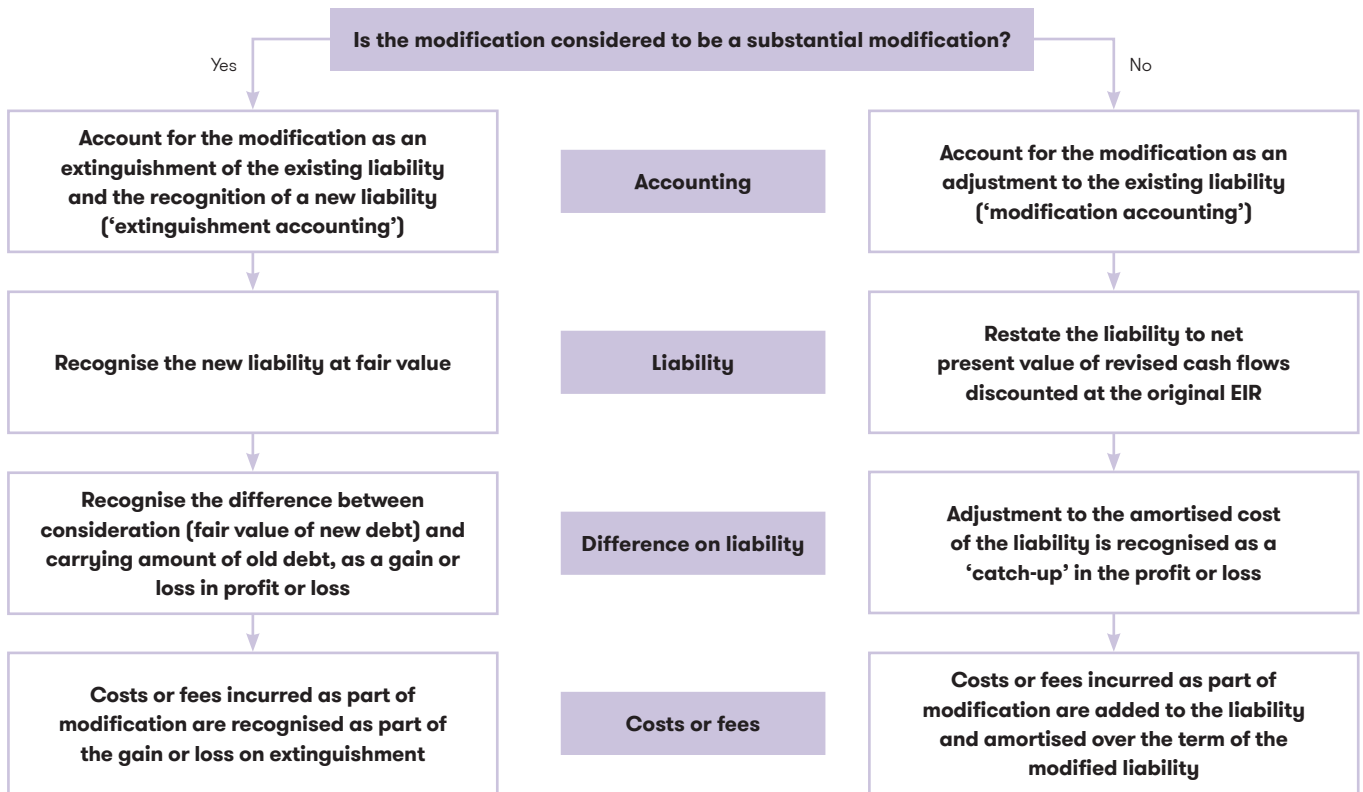 Is the modification considered to be a substantial modification?
Yes
No
Account for the modification as an
extinguishment of the existing liability
and the recognition of a new liability
(‘extinguishment accounting’)
Accounting
Account for the modification as an
adjustment to the existing liability
(‘modification accounting’)
Recognise the new liability at fair value
Liability
Restate the liability to net
present value of revised cash flows
discounted at the original EIR
Recognise the difference between
consideration (fair value of new debt) and
carrying amount of old debt, as a gain or
loss in profit or loss
Difference on liability
Adjustment to the amortised cost
of the liability is recognised as a
‘catch-up’ in the profit or loss
Costs or fees incurred as part of
modification are recognised as part of
the gain or loss on extinguishment
Costs or fees
Costs or fees incurred as part of
modification are added to the liability
and amortised over the term of the
modified liability